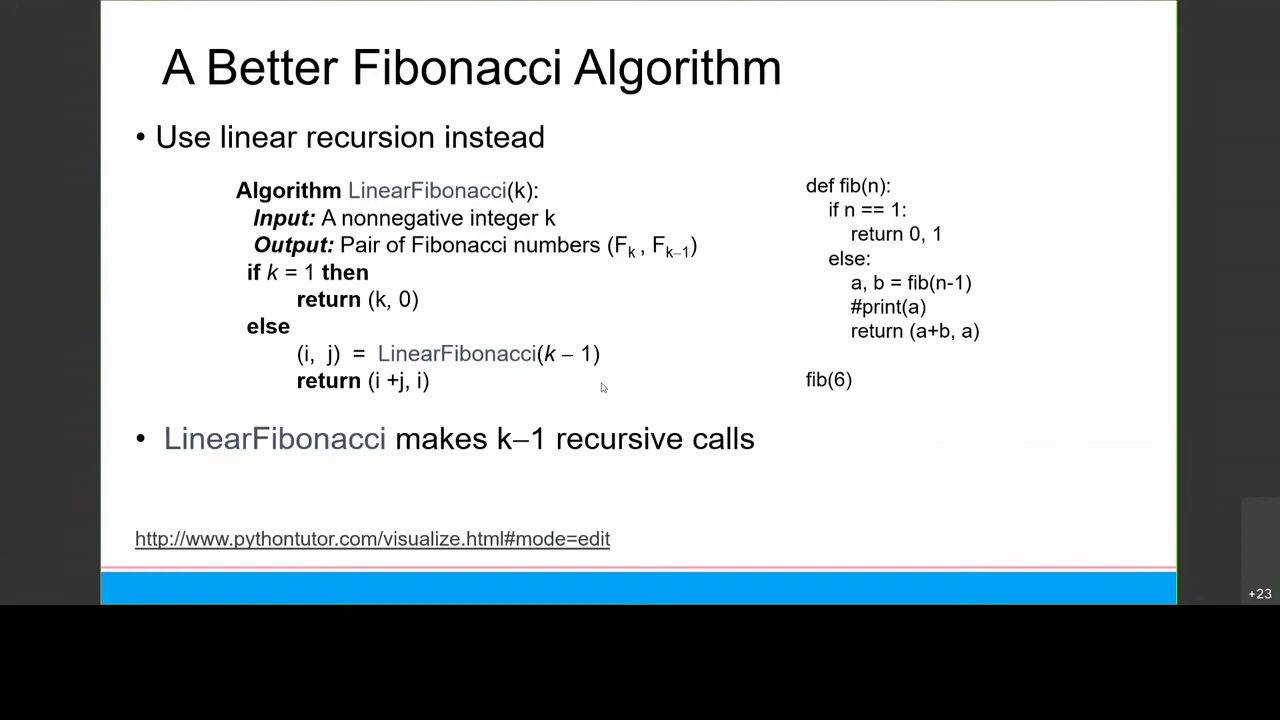 A Better Fibonacci Algorithm
• Use linear recursion instead
Algorithm LinearFibonacci(k):
Input: A nonnegative integer k
Output: Pair of Fibonacci numbers (Fk , Fk–1)
if k = 1 then
return (k, 0)
else
(i, j) = LinearFibonacci(k – 1)
return (i +j, i)
def fib(n):
if n == 1:
return 0, 1
else:
a, b = fib(n-1)
#print(a)
return (a+b, a)
fib(6)
• LinearFibonacci makes k–1 recursive calls
http://www.pythontutor.com/visualize.html#mode=edit
+23